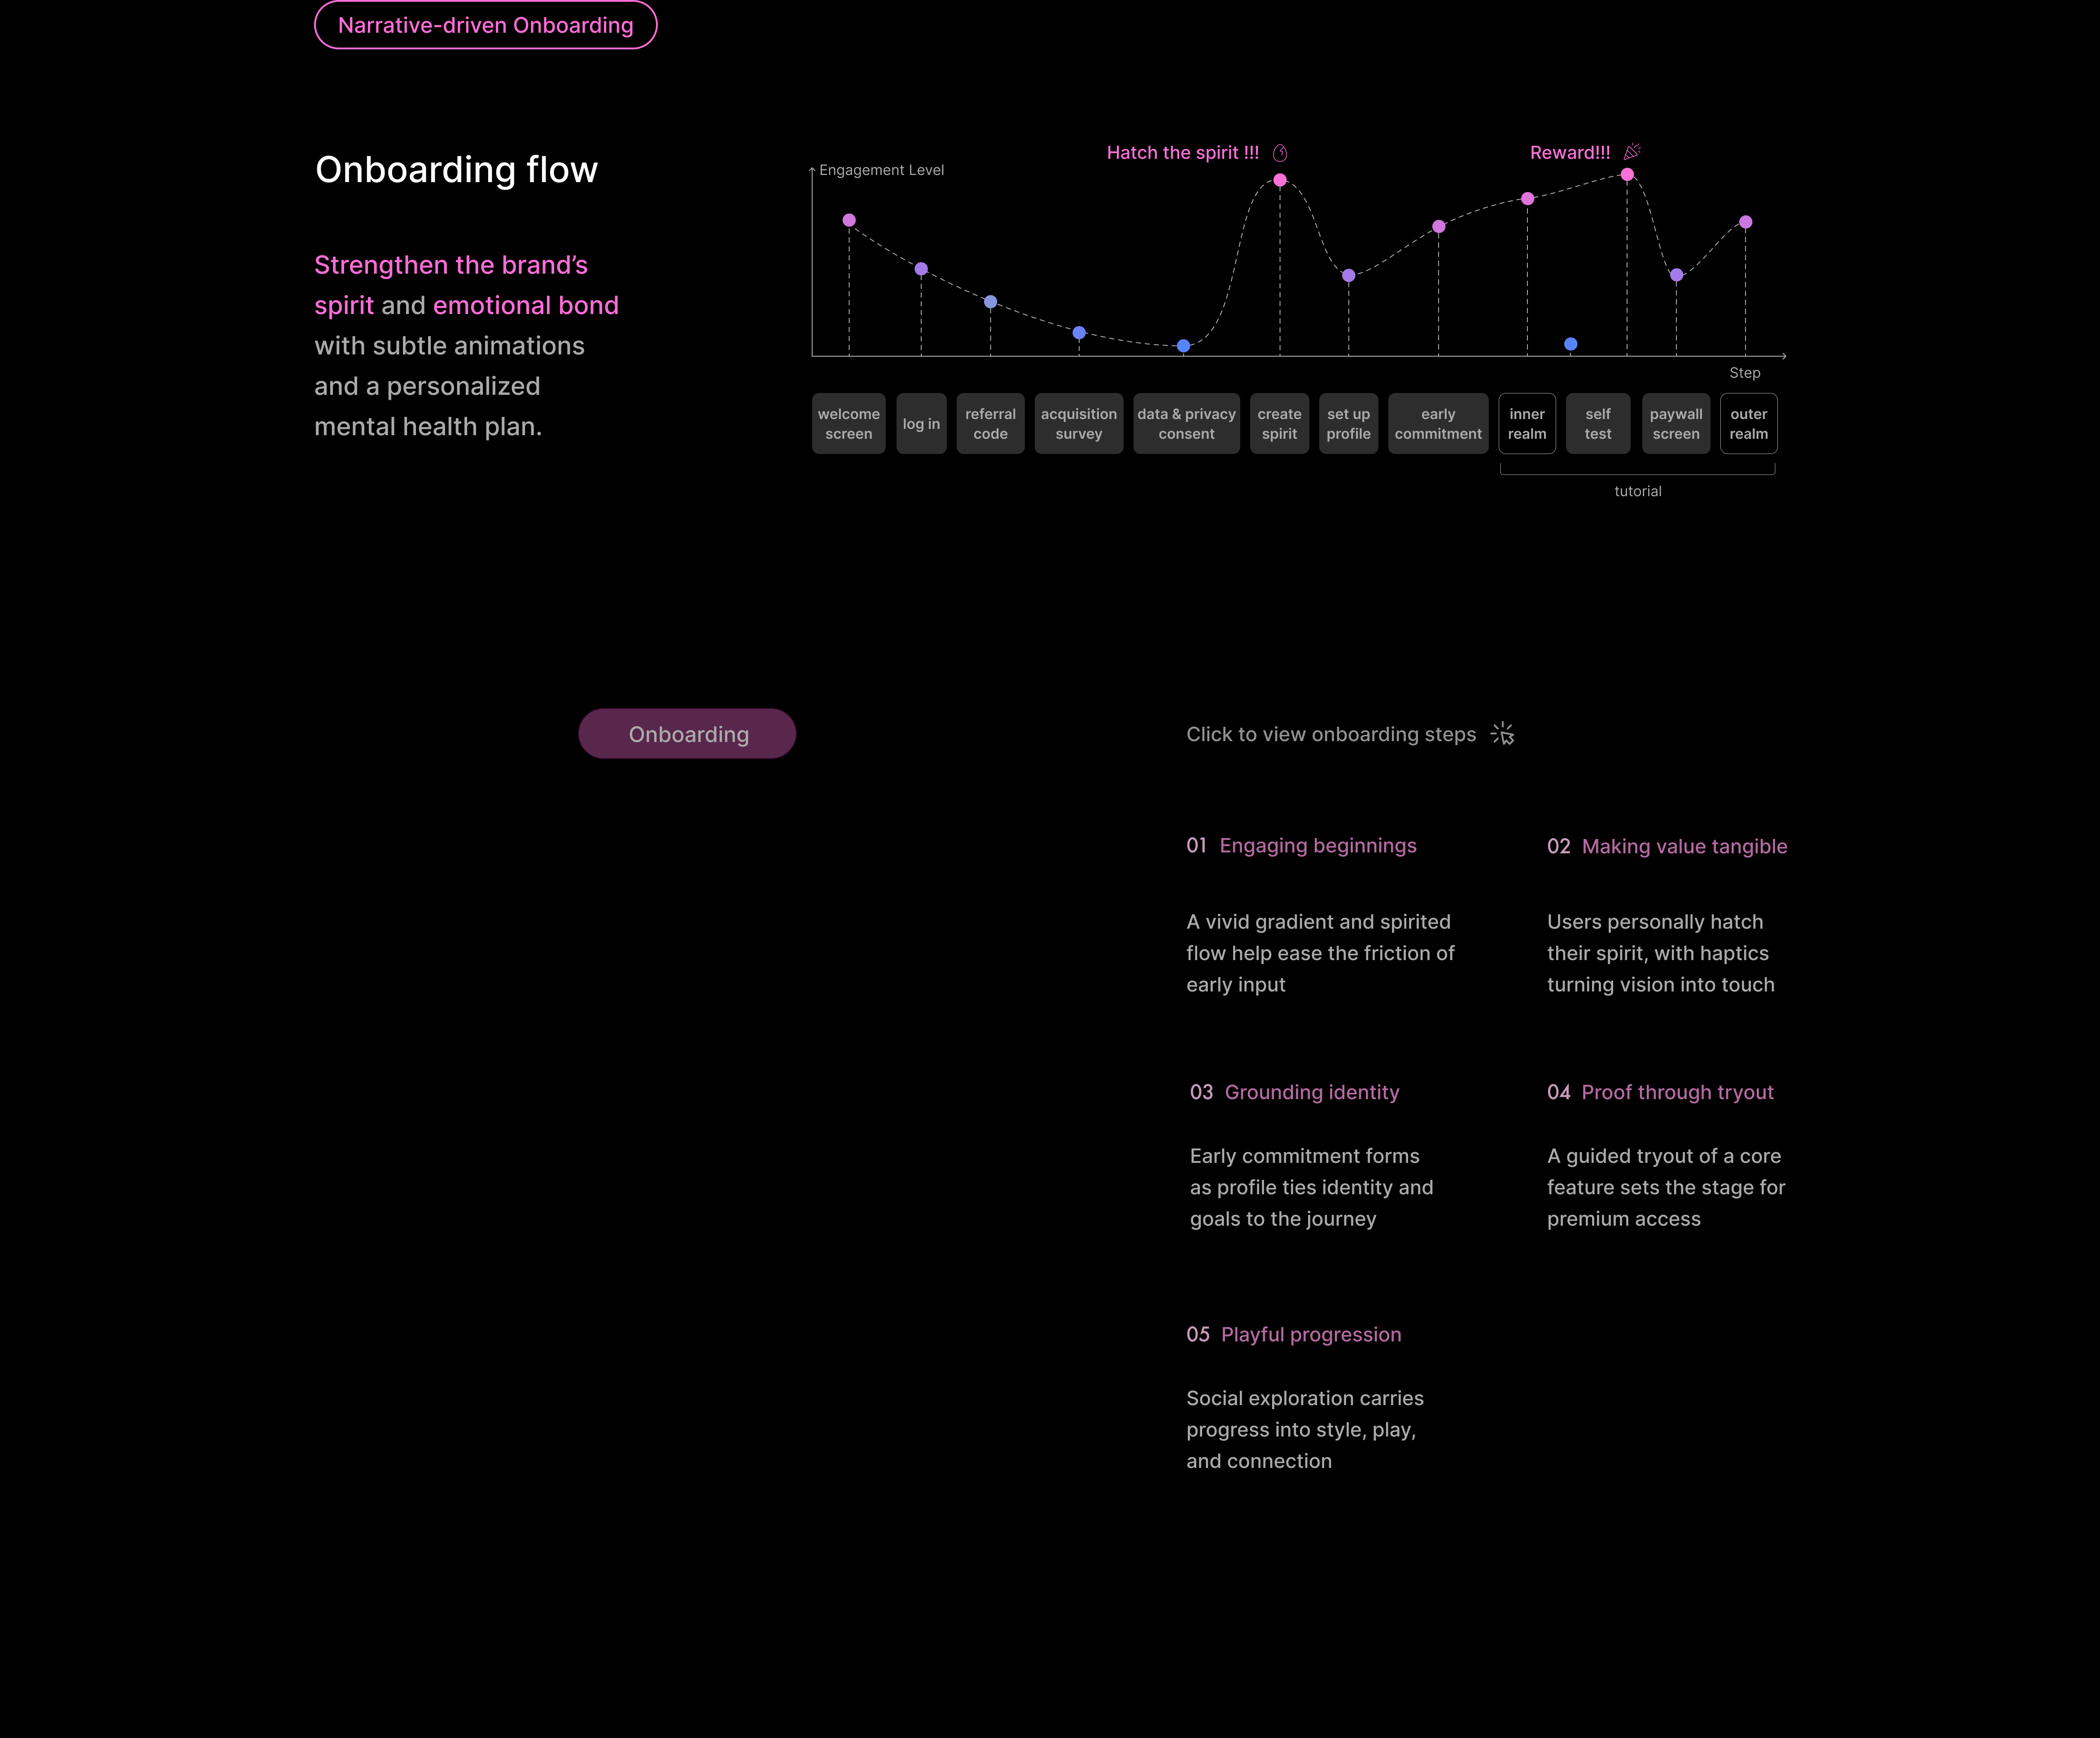 Narrative-driven Onboarding
Onboarding flow
Strengthen the brand’s
spirit and emotional bond
with subtle animations
and a personalized
mental health plan.
Hatch the spirit !!!
Reward!!!
Engagement Level
Step
welcome
screen
log in
referral
code
acquisition
survey
data & privacy
consent
create
spirit
set up
profile
early
commitment
inner
realm
self
test
paywall
screen
outer
realm
tutorial
Onboarding
Click to view onboarding steps
01 Engaging beginnings
A vivid gradient and spirited
flow help ease the friction of
early input
02 Making value tangible
Users personally hatch
their spirit, with haptics
turning vision into touch
03 Grounding identity
Early commitment forms
as profile ties identity and
goals to the journey
04 Proof through tryout
A guided tryout of a core
feature sets the stage for
premium access
05 Playful progression
Social exploration carries
progress into style, play,
and connection